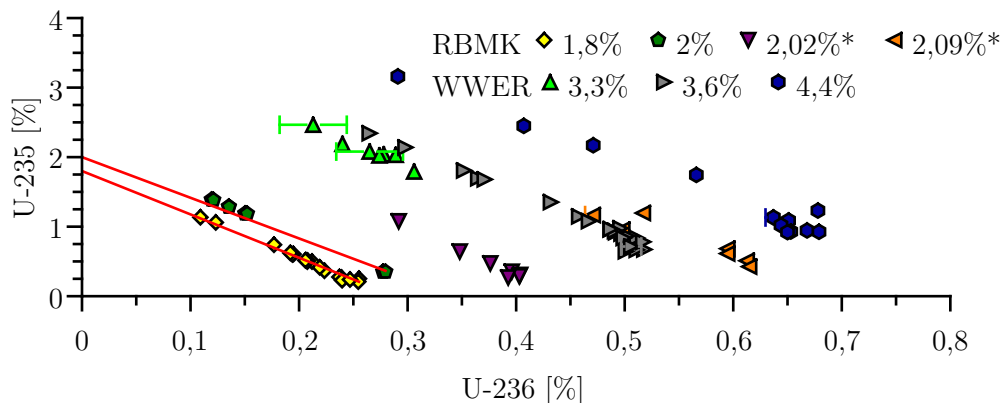 RBMK 1,8% 2% 2,02%* 2,09%*
WWER 3,3% 3,6% 4,4%
U-235 [%]
4
3
2
1
0
0 0,1 0,2 0,3 0,4 0,5 0,6 0,7 0,8
U-236 [%]